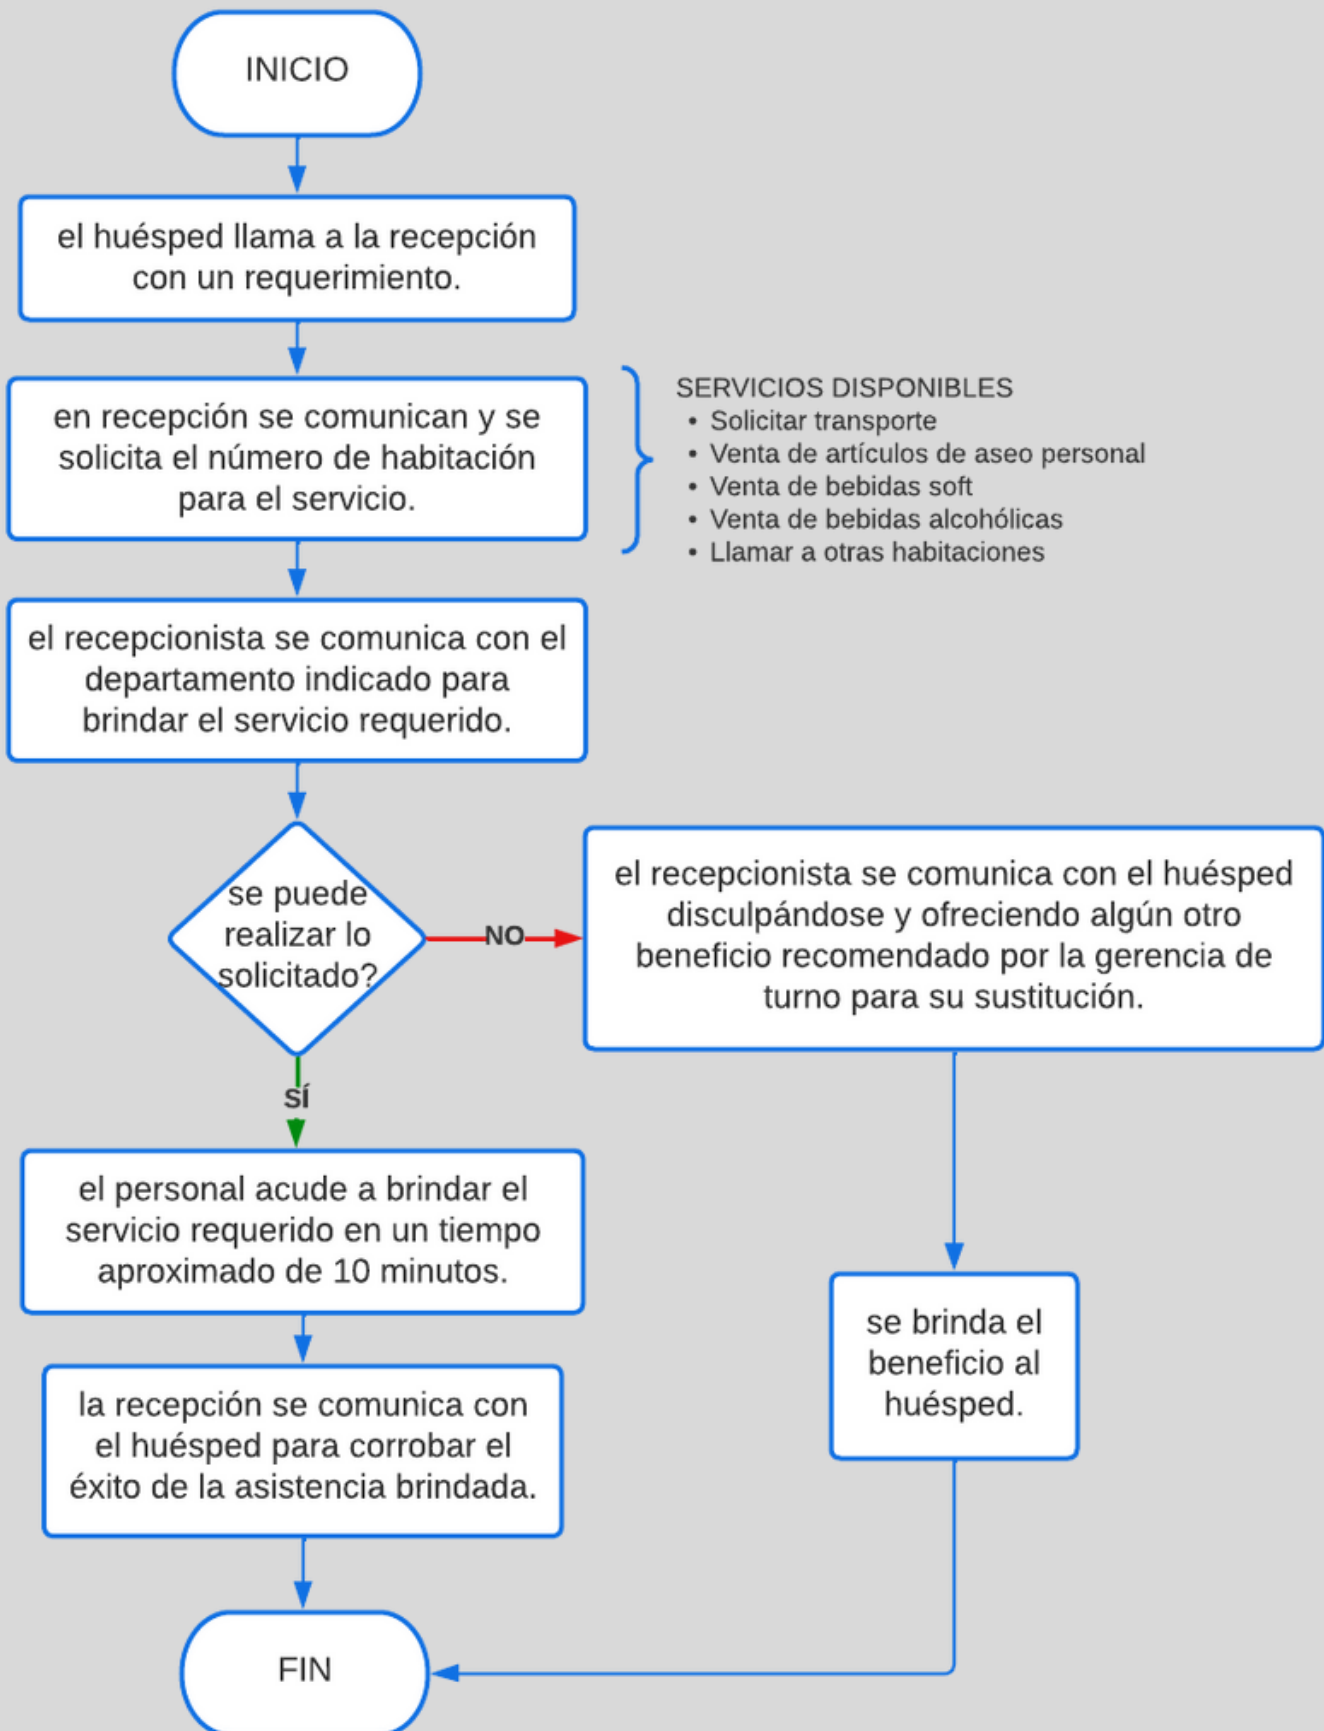 INICIO
el huésped llama a la recepción
con un requerimiento.
en recepción se comunican y se
solicita el número de habitación
para el servicio.
SERVICIOS DISPONIBLES
• Solicitar transporte
• Venta de artículos de aseo personal
• Venta de bebidas soft
• Venta de bebidas alcohólicas
• Llamar a otras habitaciones
el recepcionista se comunica con el
departamento indicado para
brindar el servicio requerido.
se puede
realizar lo
solicitado?
NO
el recepcionista se comunica con el huésped
disculpándose y ofreciendo algún otro
beneficio recomendado por la gerencia de
turno para su sustitución.
SÍ
el personal acude a brindar el
servicio requerido en un tiempo
aproximado de 10 minutos.
se brinda el
beneficio al
huésped.
la recepción se comunica con
el huésped para corrobar el
éxito de la asistencia brindada.
FIN